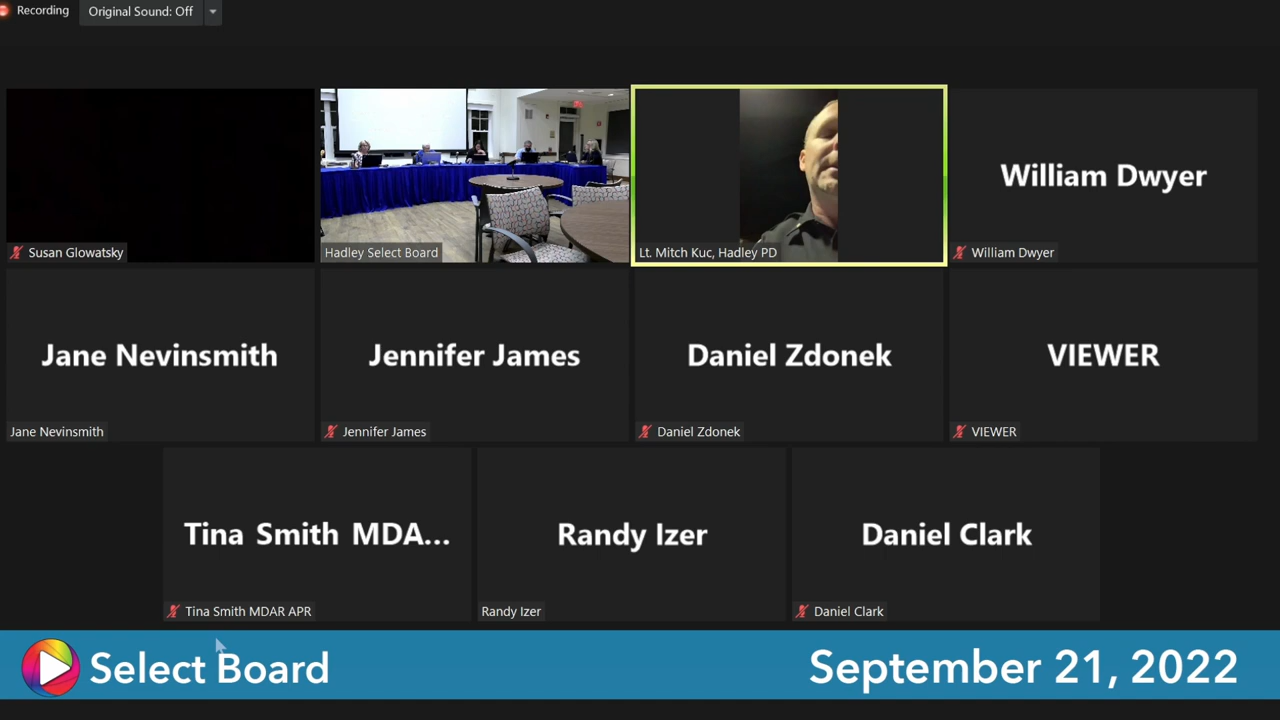 Recording
Original Sound: Off
Susan Glowatsky
Hadley Select Board
Lt. Mitch Kuc, Hadley PD
William Dwyer
William Dwyer
Jane Nevinsmith
Jennifer James
Daniel Zdonek
VIEWER
Jane Nevinsmith
Jennifer James
Daniel Zdonek
VIEWER
Tina Smith MDA...
Randy Izer
Daniel Clark
Tina Smith MDAR APR
Randy Izer
Daniel Clark
Select Board
September 21, 2022